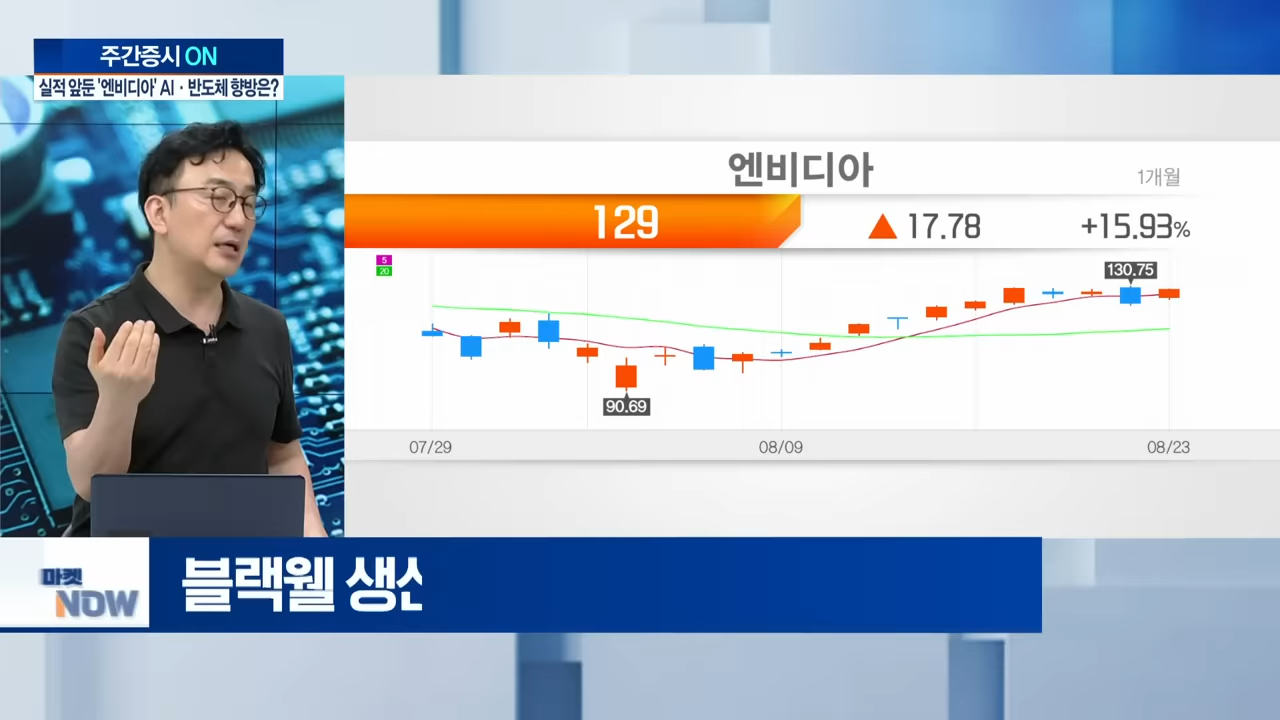 주간증시 ON
실적 앞둔 '엔비디아' AI · 반도체 향방은?
엔비디아
1개월
129 ▲ 17.78 +15.93%
5
20
130.75
90.69
07/29 08/09 08/23
마켓
NOW
블랙웰